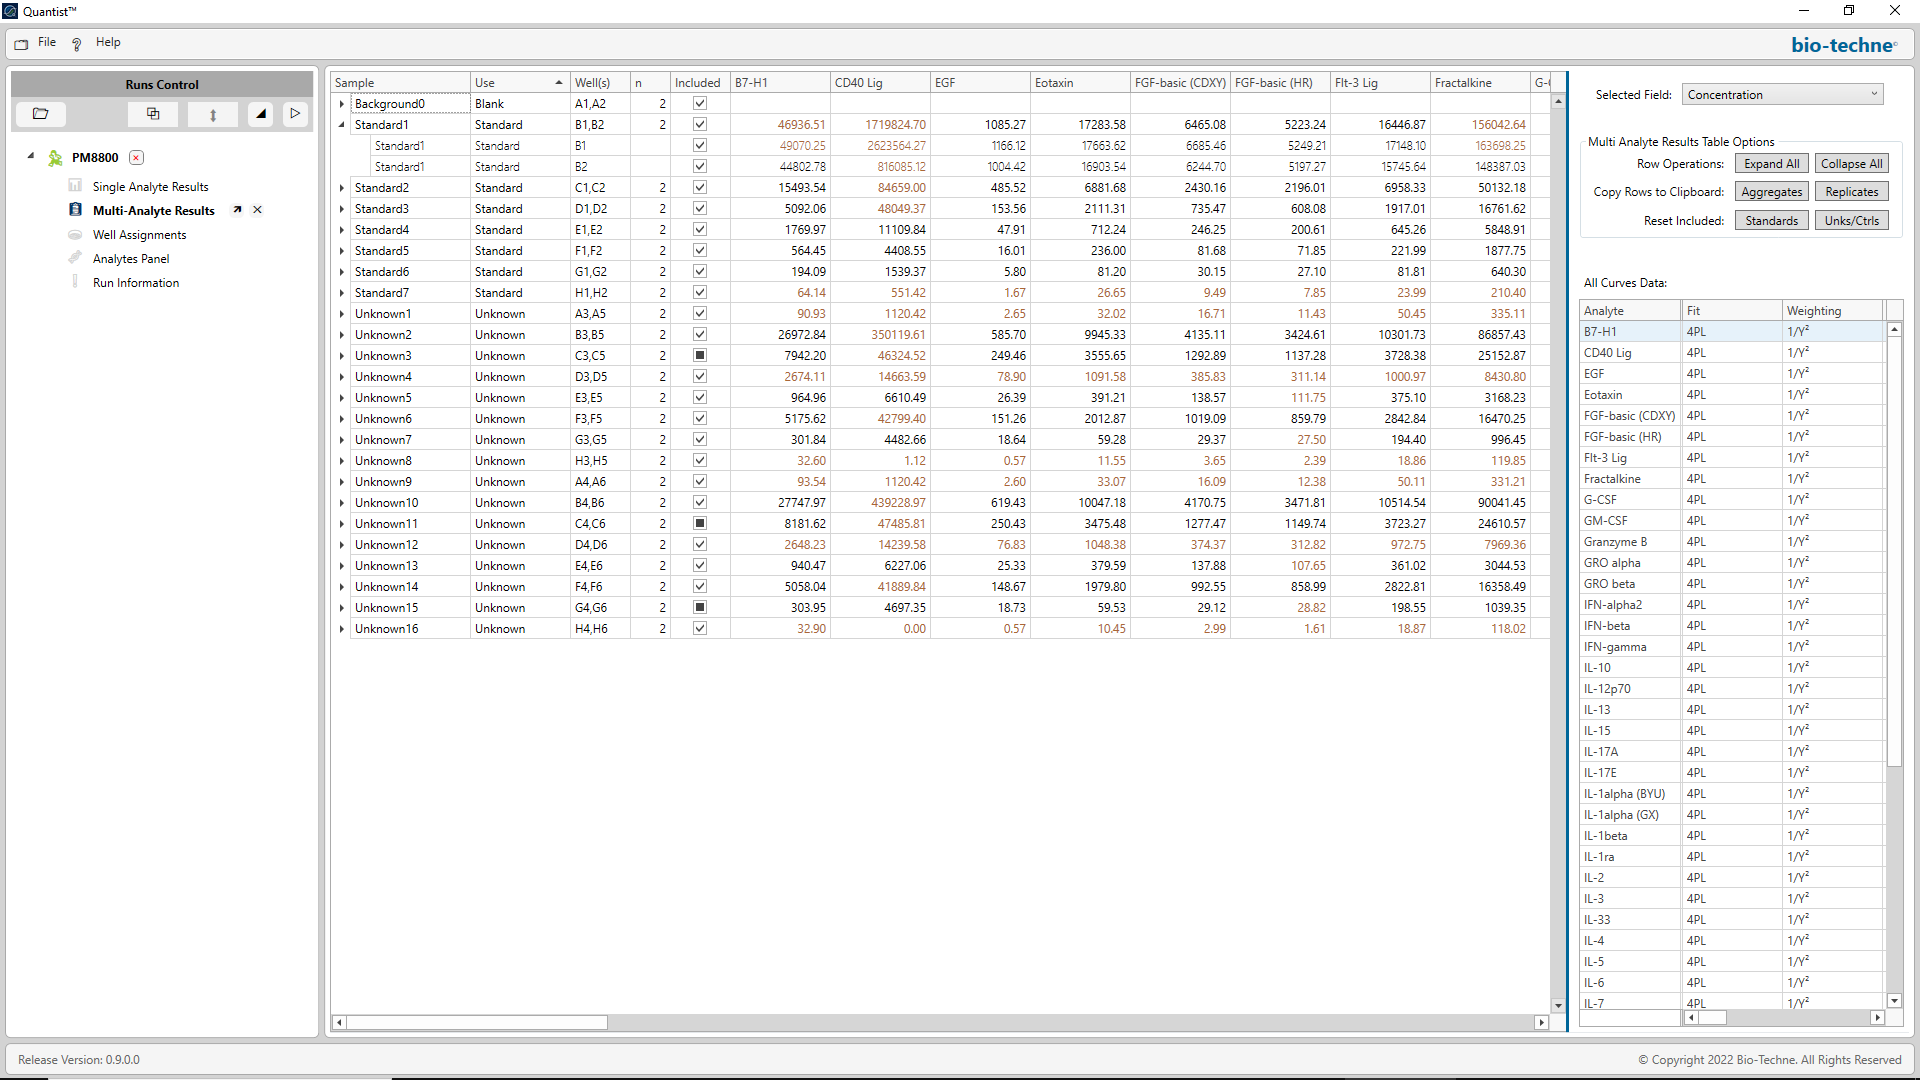 Quantist™
File Help
bio-techne
Runs Control
PM8800
Single Analyte Results
Multi-Analyte Results
Well Assignments
Analytes Panel
Run Information
Sample Use Well(s) n Included B7-H1 CD40 Lig EGF Eotaxin FGF-basic (CDXY) FGF-basic (HR) Flt-3 Lig Fractalkine G-
Background0 Blank A1,A2 2
Standard1 Standard B1,B2 2 46936.51 1719824.70 1085.27 17283.58 6465.08 5223.24 16446.87 156042.64
Standard1 Standard B1 49070.25 2623564.27 1166.12 17663.62 6685.46 5249.21 17148.10 163698.25
Standard1 Standard B2 44802.78 816085.12 1004.42 16903.54 6244.70 5197.27 15745.64 148387.03
Standard2 Standard C1,C2 2 15493.54 84659.00 485.52 6881.68 2430.16 2196.01 6958.33 50132.18
Standard3 Standard D1,D2 2 5092.06 48049.37 153.56 2111.31 735.47 608.08 1917.01 16761.62
Standard4 Standard E1,E2 2 1769.97 11109.84 47.91 712.24 246.25 200.61 645.26 5848.91
Standard5 Standard F1,F2 2 564.45 4408.55 16.01 236.00 81.68 71.85 221.99 1877.75
Standard6 Standard G1,G2 2 194.09 1539.37 5.80 81.20 30.15 27.10 81.81 640.30
Standard7 Standard H1,H2 2 64.14 551.42 1.67 26.65 9.49 7.85 23.99 210.40
Unknown1 Unknown A3,A5 2 90.93 1120.42 2.65 32.02 16.71 11.43 50.45 335.11
Unknown2 Unknown B3,B5 2 26972.84 350119.61 585.70 9945.33 4135.11 3424.61 10301.73 86857.43
Unknown3 Unknown C3,C5 2 7942.20 46324.52 249.46 3555.65 1292.89 1137.28 3728.38 25152.87
Unknown4 Unknown D3,D5 2 2674.11 14663.59 78.90 1091.58 385.83 311.14 1000.97 8430.80
Unknown5 Unknown E3,E5 2 964.96 6610.49 26.39 391.21 138.57 111.75 375.10 3168.23
Unknown6 Unknown F3,F5 2 5175.62 42799.40 151.26 2012.87 1019.09 859.79 2842.84 16470.25
Unknown7 Unknown G3,G5 2 301.84 4482.66 18.64 59.28 29.37 27.50 194.40 996.45
Unknown8 Unknown H3,H5 2 32.60 1.12 0.57 11.55 3.65 2.39 18.86 119.85
Unknown9 Unknown A4,A6 2 93.54 1120.42 2.60 33.07 16.09 12.38 50.11 331.21
Unknown10 Unknown B4,B6 2 27747.97 439228.97 619.43 10047.18 4170.75 3471.81 10514.54 90041.45
Unknown11 Unknown C4,C6 2 8181.62 47485.81 250.43 3475.48 1277.47 1149.74 3723.27 24610.57
Unknown12 Unknown D4,D6 2 2648.23 14239.58 76.83 1048.38 374.37 312.82 972.75 7969.36
Unknown13 Unknown E4,E6 2 940.47 6227.06 25.33 379.59 137.88 107.65 361.02 3044.53
Unknown14 Unknown F4,F6 2 5058.04 41889.84 148.67 1979.80 992.55 858.99 2822.81 16358.49
Unknown15 Unknown G4,G6 2 303.95 4697.35 18.73 59.53 29.12 28.82 198.55 1039.35
Unknown16 Unknown H4,H6 2 32.90 0.00 0.57 10.45 2.99 1.61 18.87 118.02
Selected Field: Concentration
Multi Analyte Results Table Options
Row Operations: Expand All Collapse All
Copy Rows to Clipboard: Aggregates Replicates
Reset Included: Standards Unks/Ctrls
All Curves Data:
Analyte Fit Weighting
B7-H1 4PL 1/Y²
CD40 Lig 4PL 1/Y²
EGF 4PL 1/Y²
Eotaxin 4PL 1/Y²
FGF-basic (CDXY) 4PL 1/Y²
FGF-basic (HR) 4PL 1/Y²
Flt-3 Lig 4PL 1/Y²
Fractalkine 4PL 1/Y²
G-CSF 4PL 1/Y²
GM-CSF 4PL 1/Y²
Granzyme B 4PL 1/Y²
GRO alpha 4PL 1/Y²
GRO beta 4PL 1/Y²
IFN-alpha2 4PL 1/Y²
IFN-beta 4PL 1/Y²
IFN-gamma 4PL 1/Y²
IL-10 4PL 1/Y²
IL-12p70 4PL 1/Y²
IL-13 4PL 1/Y²
IL-15 4PL 1/Y²
IL-17A 4PL 1/Y²
IL-17E 4PL 1/Y²
IL-1alpha (BYU) 4PL 1/Y²
IL-1alpha (GX) 4PL 1/Y²
IL-1beta 4PL 1/Y²
IL-1ra 4PL 1/Y²
IL-2 4PL 1/Y²
IL-3 4PL 1/Y²
IL-33 4PL 1/Y²
IL-4 4PL 1/Y²
IL-5 4PL 1/Y²
IL-6 4PL 1/Y²
IL-7 4PL 1/Y²
Release Version: 0.9.0.0
© Copyright 2022 Bio-Techne. All Rights Reserved